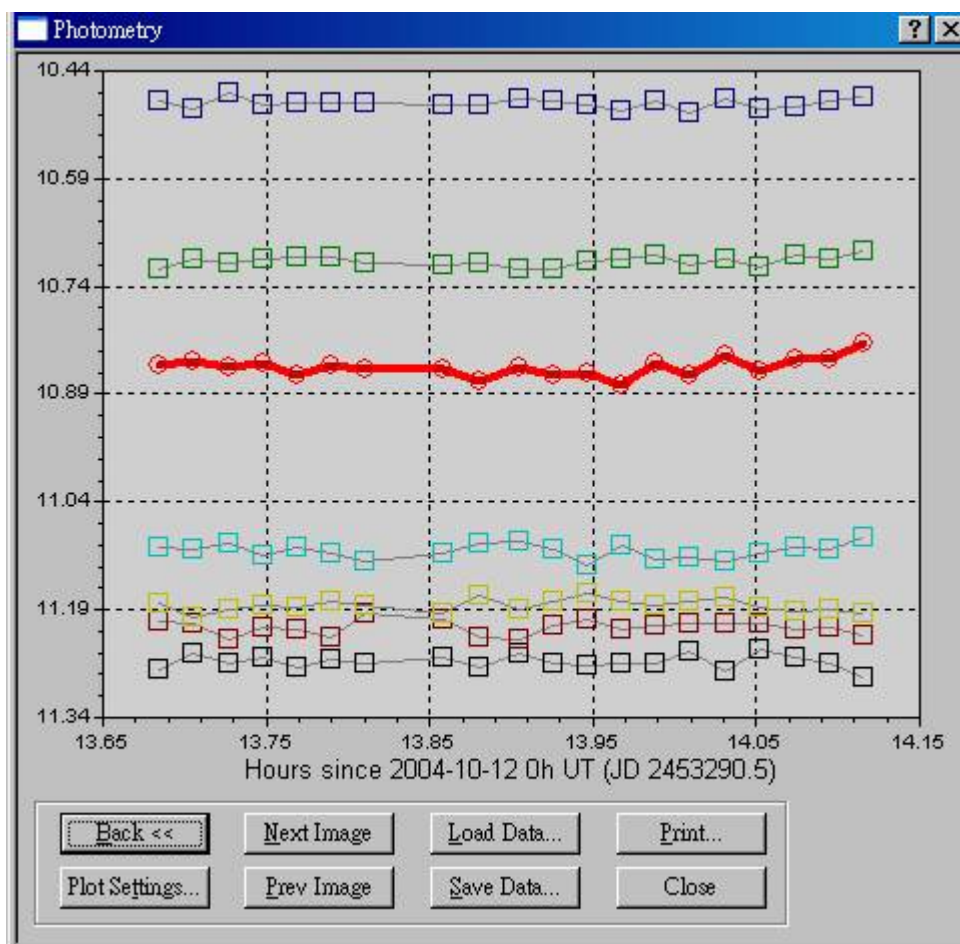 Photometry
10.44
10.59
10.74
10.89
11.04
11.19
11.34
13.65 13.75 13.85 13.95 14.05 14.15
Hours since 2004-10-12 0h UT (JD 2453290.5)
Back << Next Image Load Data... Print...
Plot Settings... Prev Image Save Data... Close